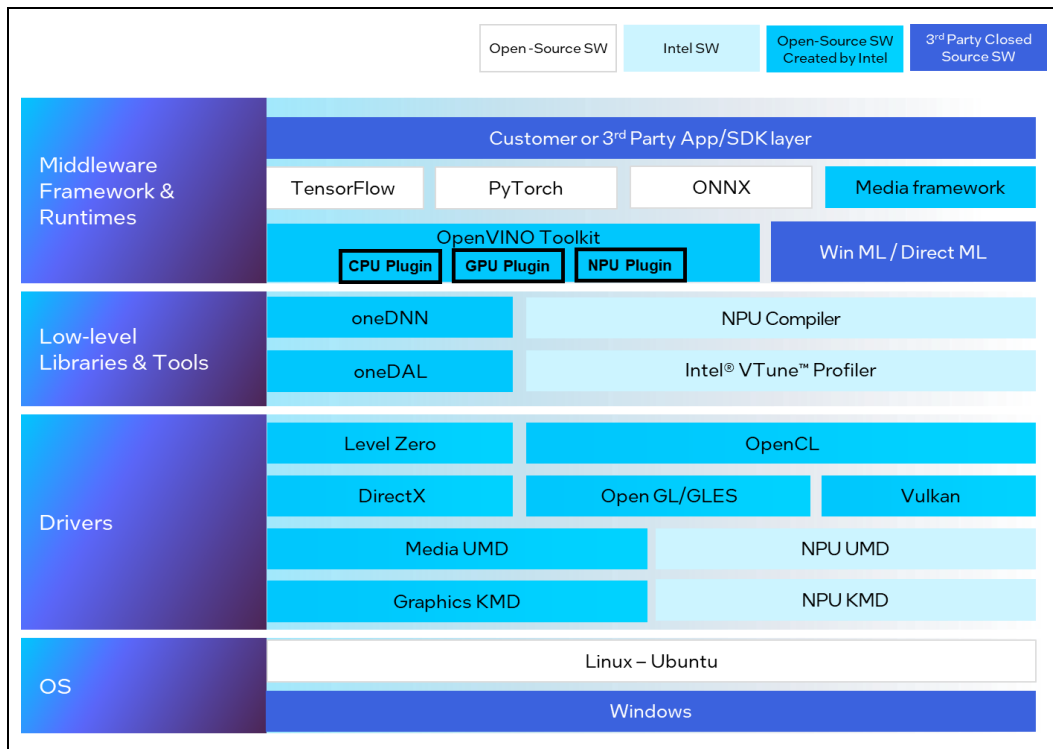 Open-Source SW
Intel SW
Open-Source SW
Created by Intel
3rd Party Closed
Source SW
Middleware
Framework &
Runtimes
Customer or 3rd Party App/SDK layer
TensorFlow
PyTorch
ONNX
Media framework
OpenVINO Toolkit
CPU Plugin
GPU Plugin
NPU Plugin
Win ML / Direct ML
Low-level
Libraries & Tools
oneDNN
NPU Compiler
oneDAL
Intel® VTune™ Profiler
Drivers
Level Zero
OpenCL
DirectX
Open GL/GLES
Vulkan
Media UMD
NPU UMD
Graphics KMD
NPU KMD
OS
Linux – Ubuntu
Windows